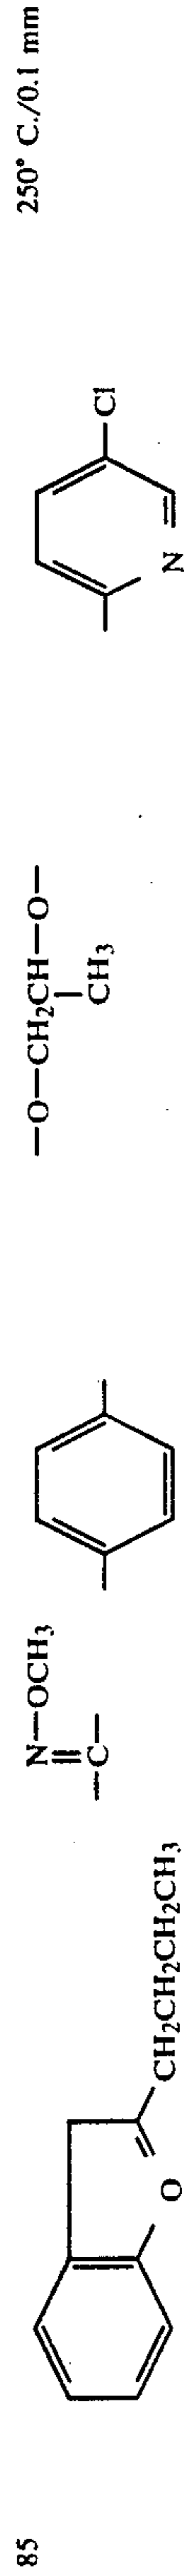 85
O
CH₂CH₂CH₂CH₃
N—OCH₃
—C—
—O—CH₂CH—O—
CH₃
N
Cl
250° C./0.1 mm